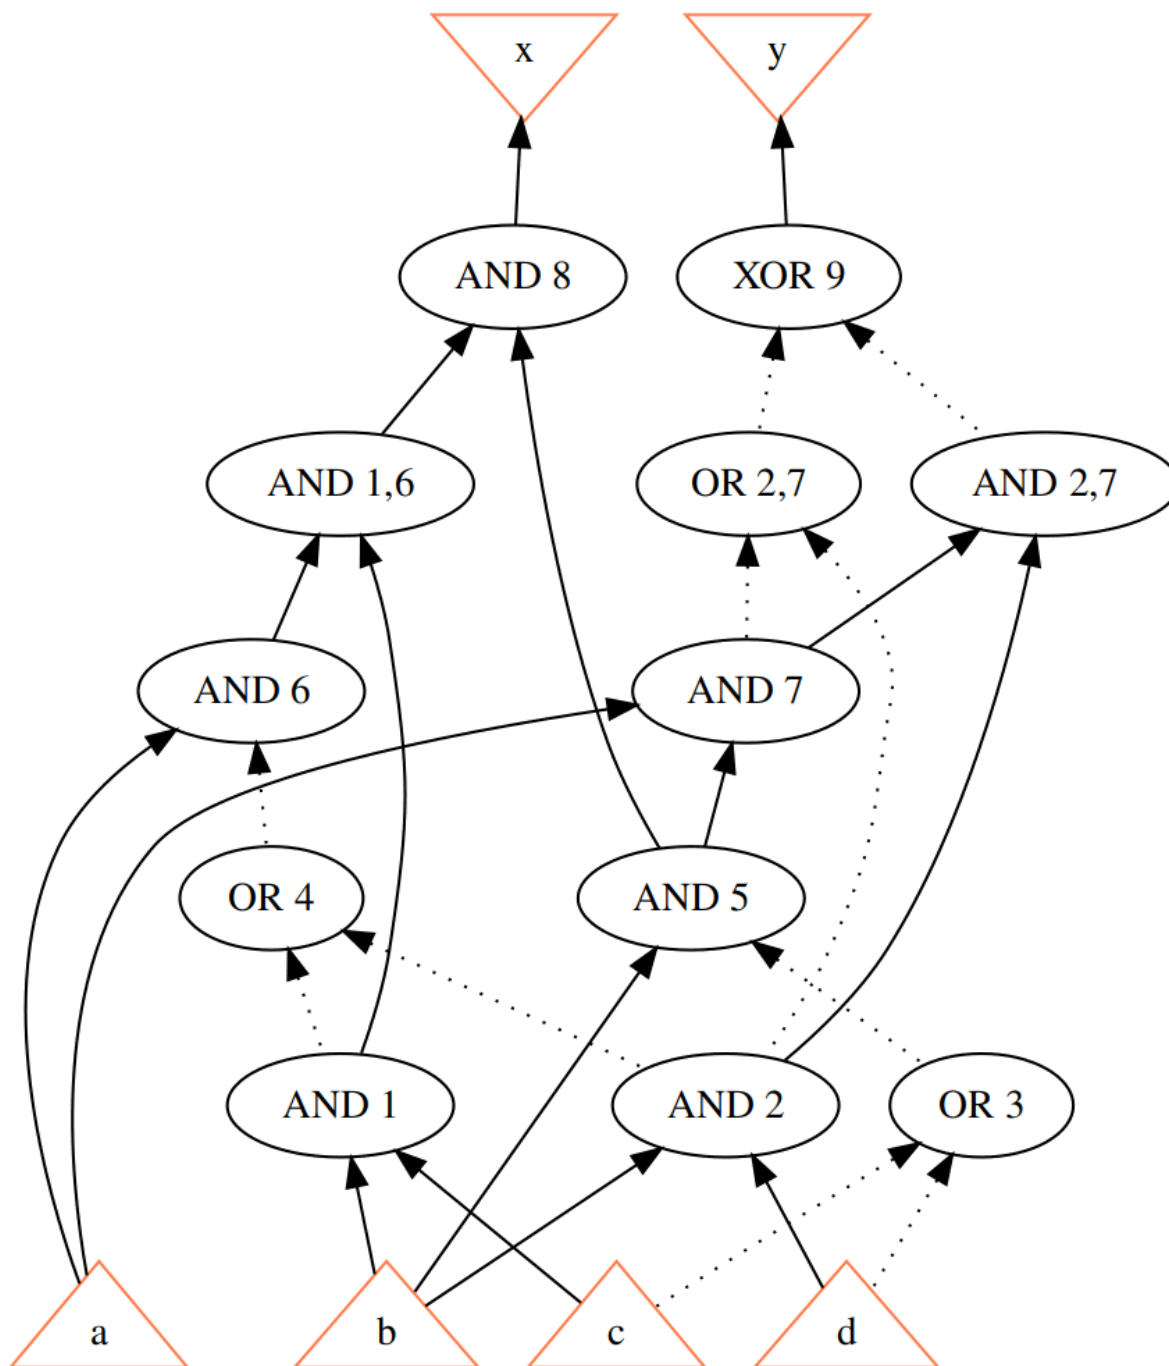 x
y
AND 8
XOR 9
AND 1,6
OR 2,7
AND 2,7
AND 6
AND 7
OR 4
AND 5
AND 1
AND 2
OR 3
a
b
c
d